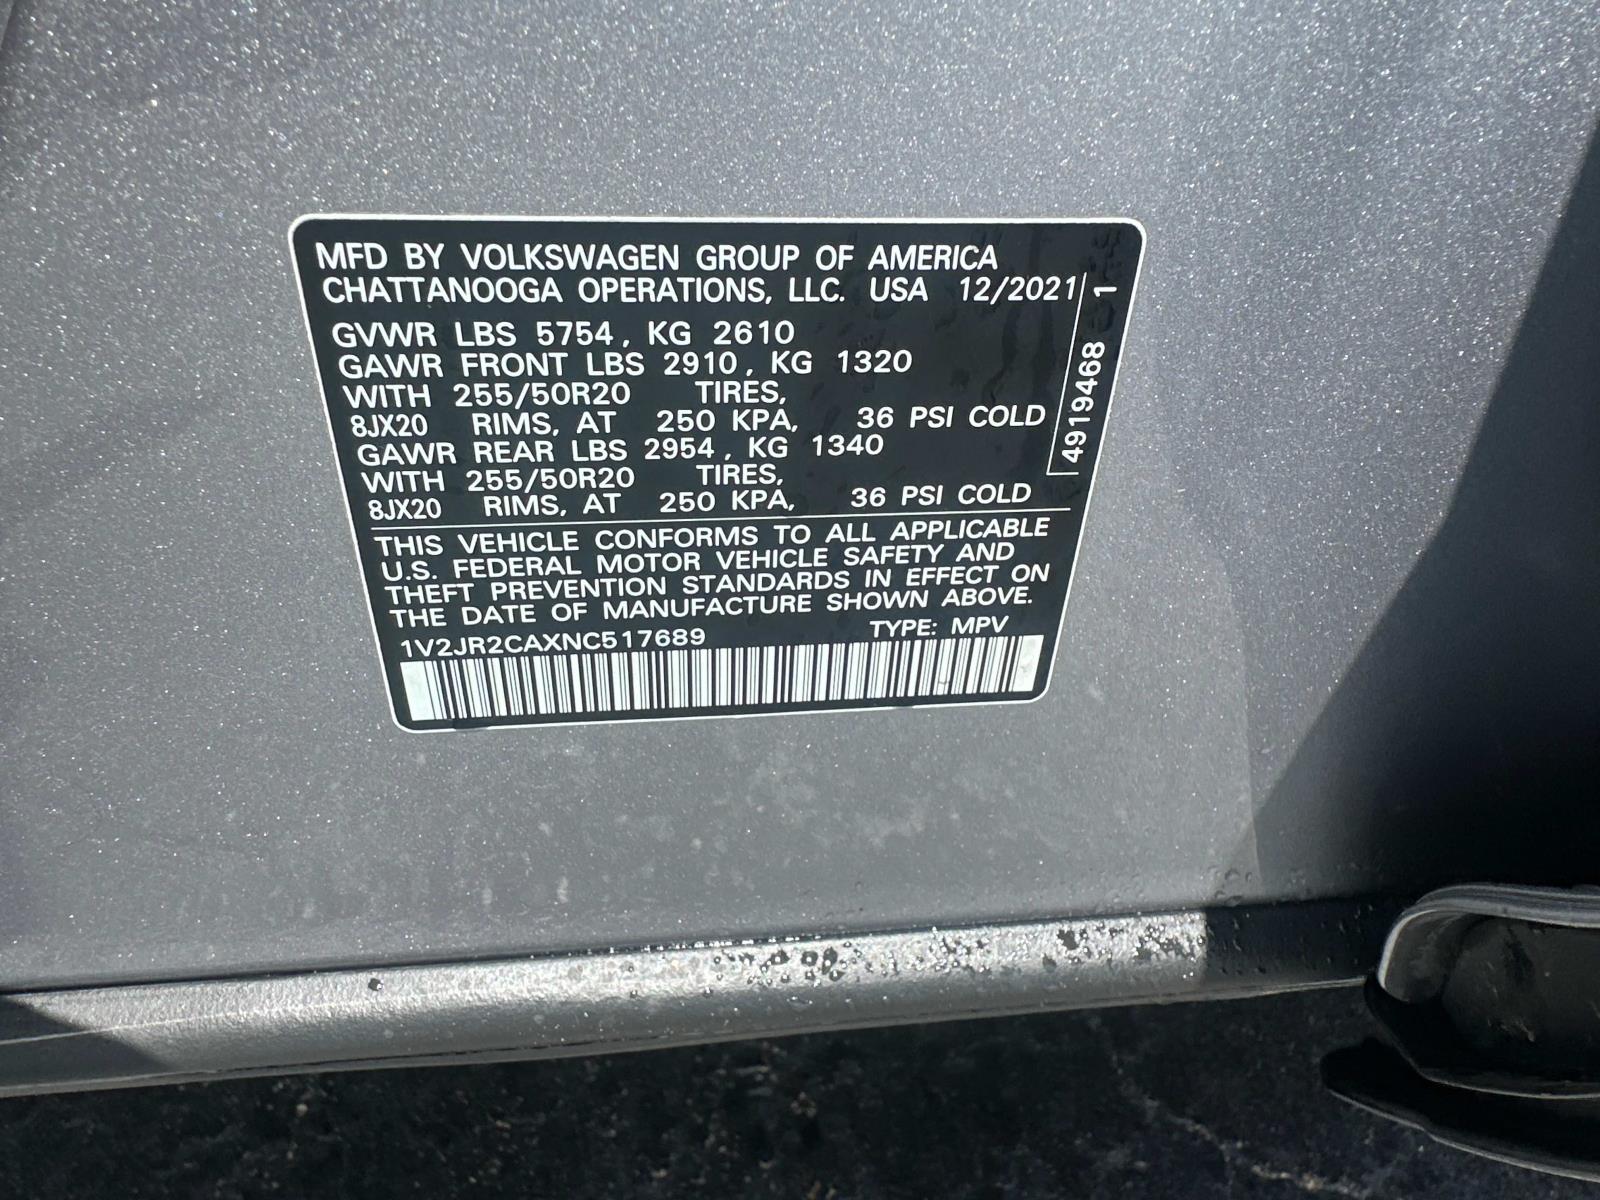 MFD BY VOLKSWAGEN GROUP OF AMERICA
CHATTANOOGA OPERATIONS, LLC. USA 12/2021
GVWR LBS 5754, KG 2610
GAWR FRONT LBS 2910, KG 1320
WITH 255/50R20 TIRES,
8JX20 RIMS, AT 250 KPA, 36 PSI COLD
GAWR REAR LBS 2954, KG 1340
WITH 255/50R20 TIRES,
8JX20 RIMS, AT 250 KPA, 36 PSI COLD
THIS VEHICLE CONFORMS TO ALL APPLICABLE
U.S. FEDERAL MOTOR VEHICLE SAFETY AND
THEFT PREVENTION STANDARDS IN EFFECT ON
THE DATE OF MANUFACTURE SHOWN ABOVE.
1V2JR2CAXNC517689 TYPE: MPV
4919468 1